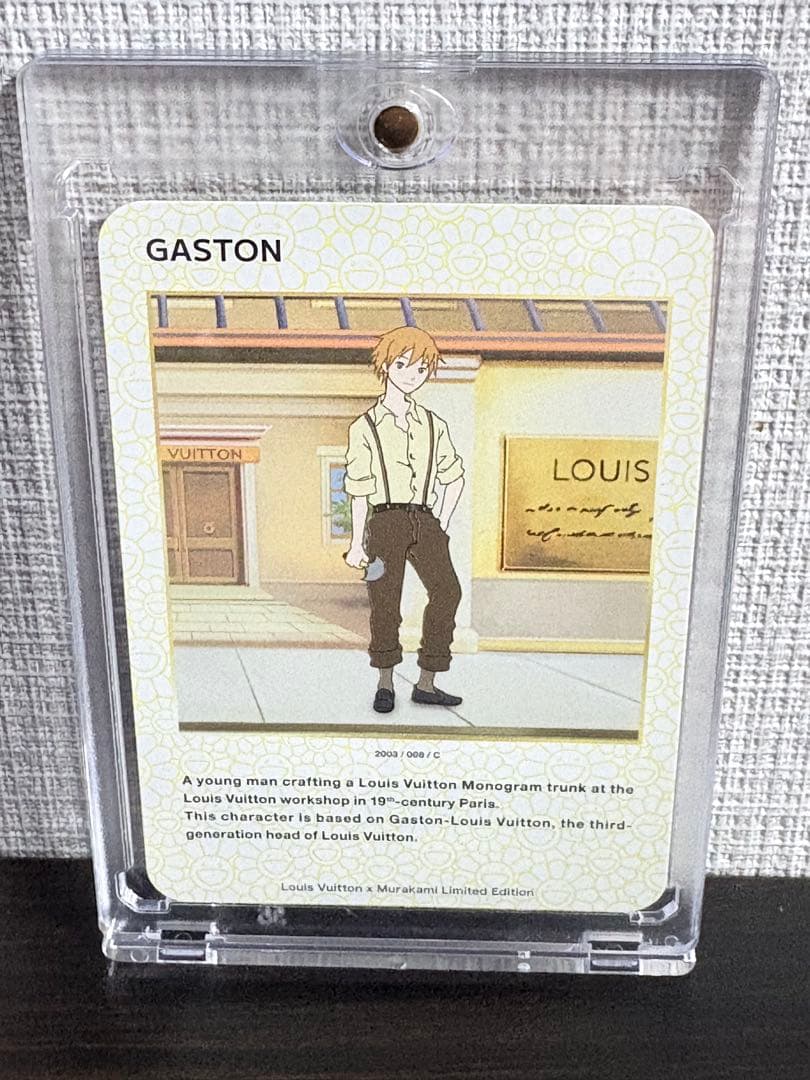 GASTON
VUITTON
LOUIS
2003 / 008 / C
A young man crafting a Louis Vuitton Monogram trunk at the
Louis Vuitton workshop in 19th-century Paris.
This character is based on Gaston-Louis Vuitton, the third-
generation head of Louis Vuitton.
Louis Vuitton x Murakami Limited Edition